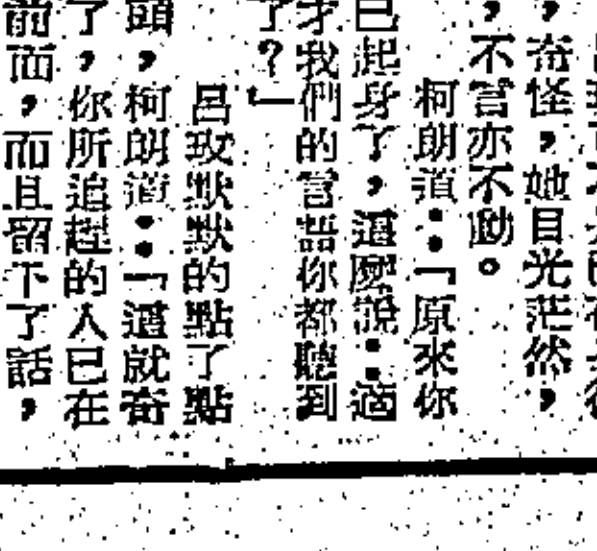 ，奇怪，她目光茫然，
，不言亦不動。
柯朗道：「原來你
已起身了，這麼說：適
才我們的言語你都聽到
了？」
呂玫默默的點了點
頭，柯朗道：「這就奇
了，你所追趕的人已在
前面，而且留下了話，